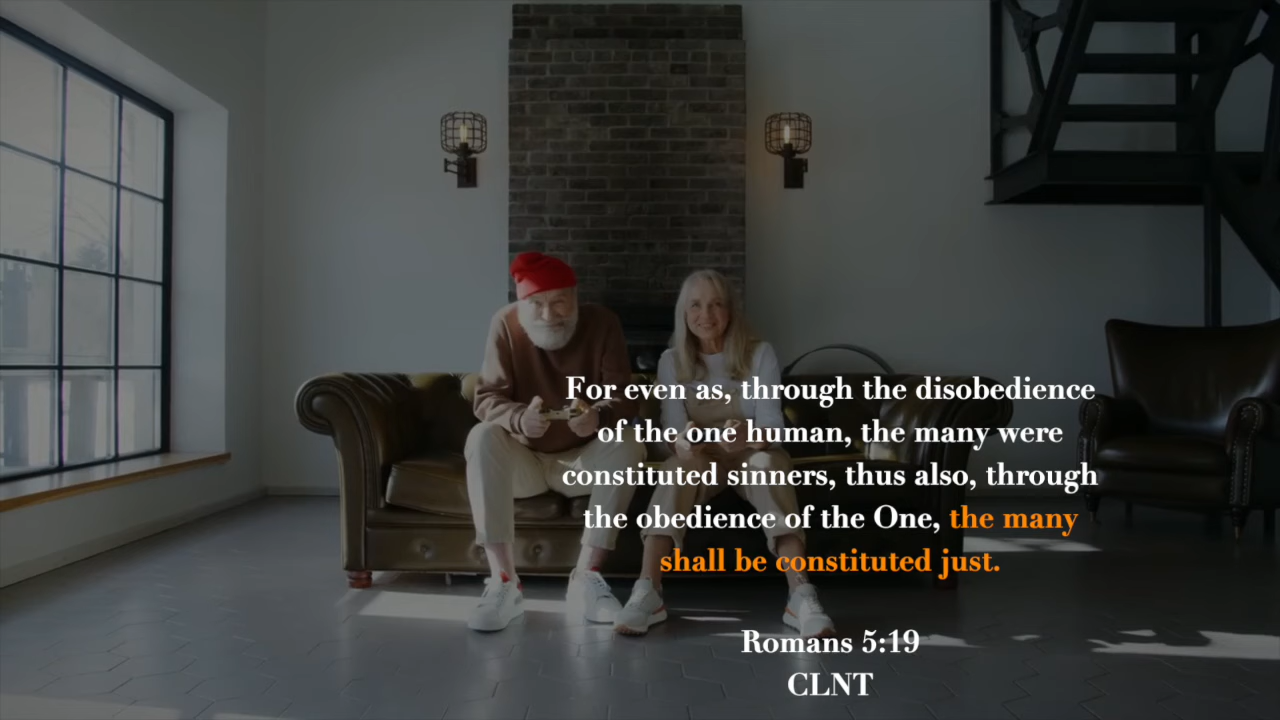 For even as, through the disobedience
of the one human, the many were
constituted sinners, thus also, through
the obedience of the One, the many
shall be constituted just.
Romans 5:19
CLNT